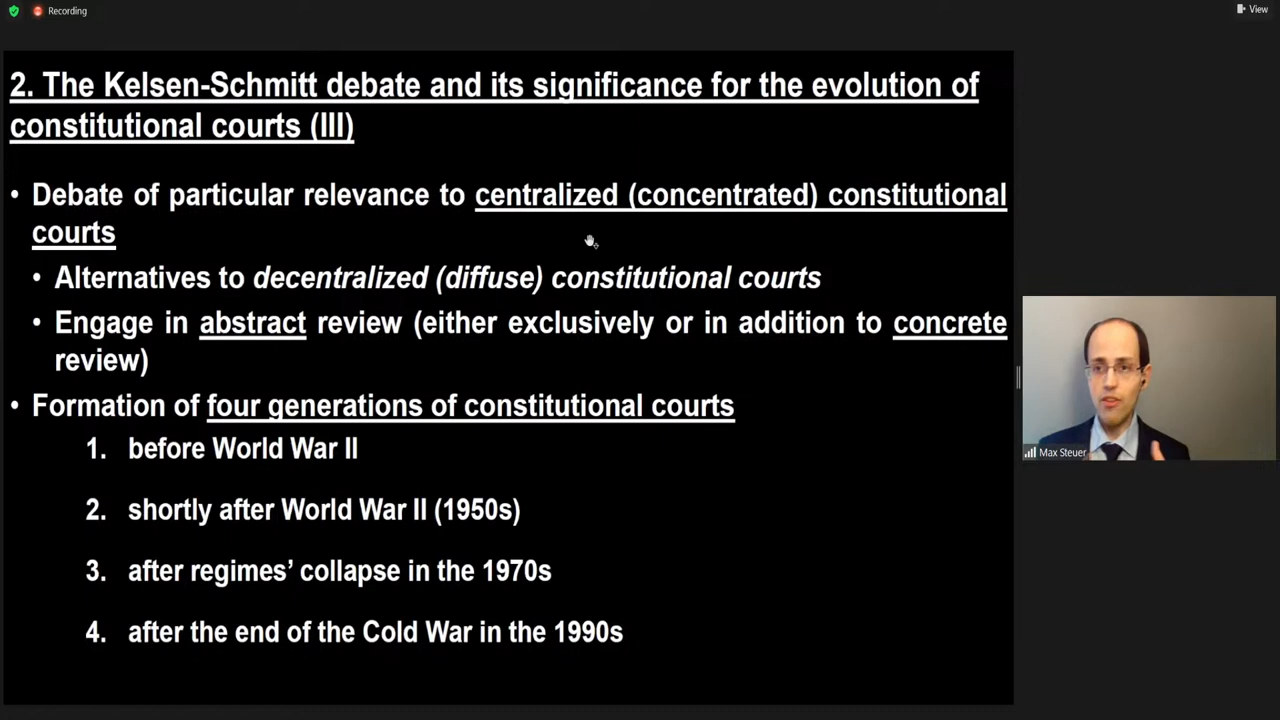 Recording
View
2. The Kelsen-Schmitt debate and its significance for the evolution of
constitutional courts (III)
• Debate of particular relevance to centralized (concentrated) constitutional
courts
• Alternatives to decentralized (diffuse) constitutional courts
• Engage in abstract review (either exclusively or in addition to concrete
review)
• Formation of four generations of constitutional courts
1. before World War II
2. shortly after World War II (1950s)
3. after regimes’ collapse in the 1970s
4. after the end of the Cold War in the 1990s
Max Steuer